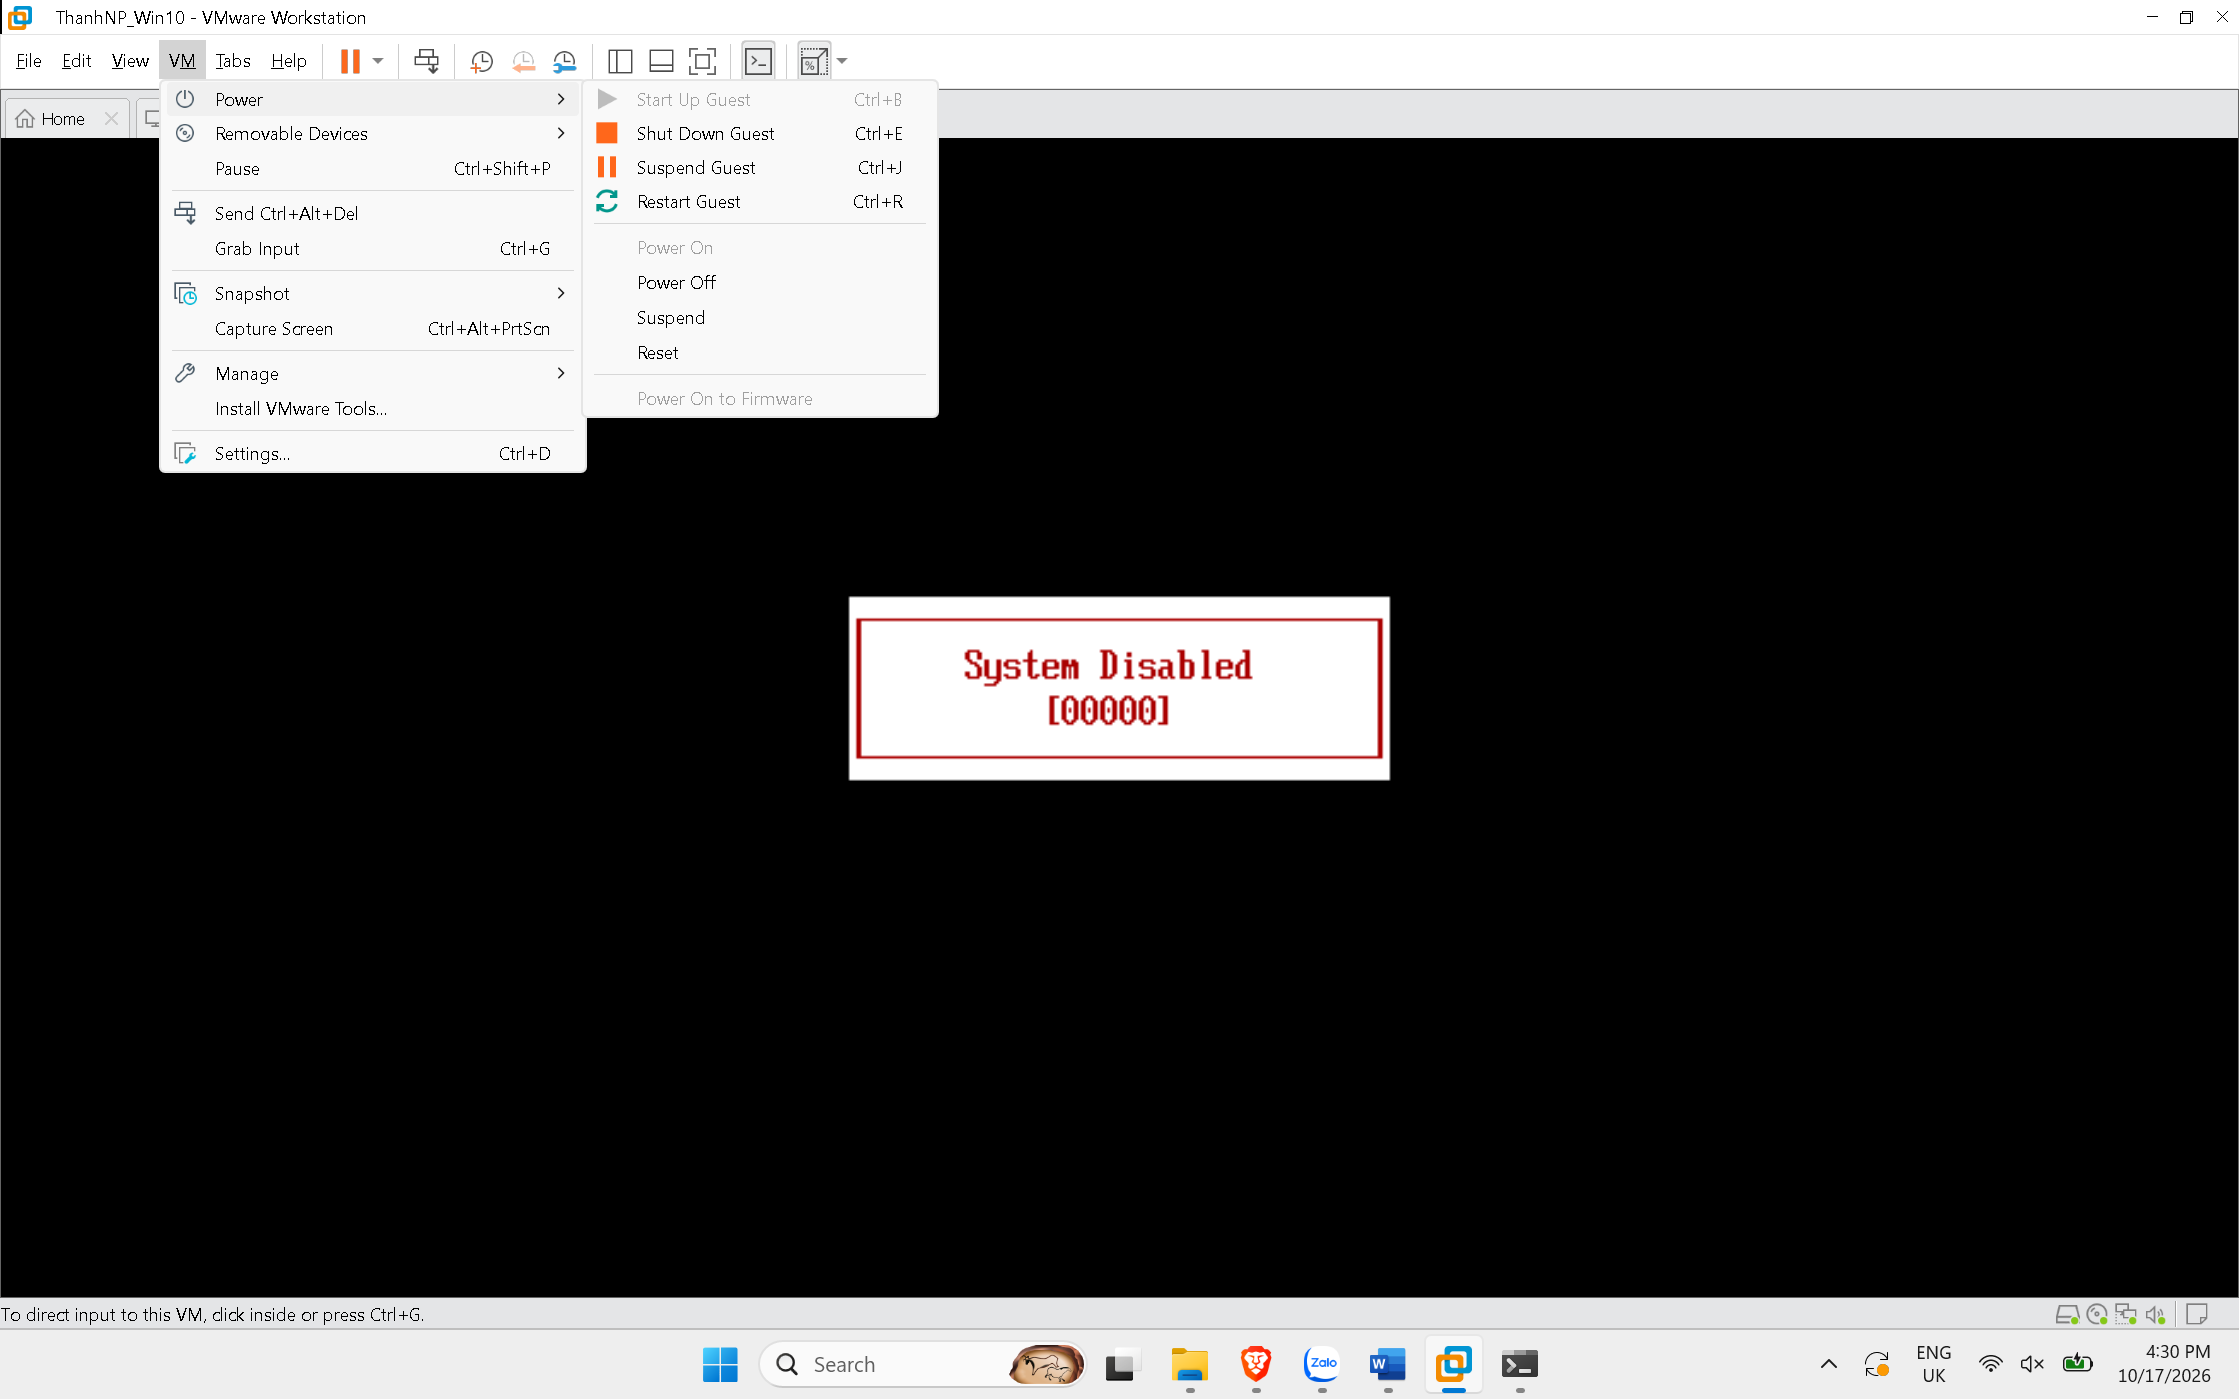 ThanhNP_Win10 - VMware Workstation
File Edit View VM Tabs Help
Home
Power
Removable Devices
Pause Ctrl+Shift+P
Send Ctrl+Alt+Del
Grab Input Ctrl+G
Snapshot
Capture Screen Ctrl+Alt+PrtScn
Manage
Install VMware Tools...
Settings... Ctrl+D
Start Up Guest Ctrl+B
Shut Down Guest Ctrl+E
Suspend Guest Ctrl+J
Restart Guest Ctrl+R
Power On
Power Off
Suspend
Reset
Power On to Firmware
System Disabled
[00000]
To direct input to this VM, click inside or press Ctrl+G.
Search
Zalo
W
ENG
UK
4:30 PM
10/17/2026